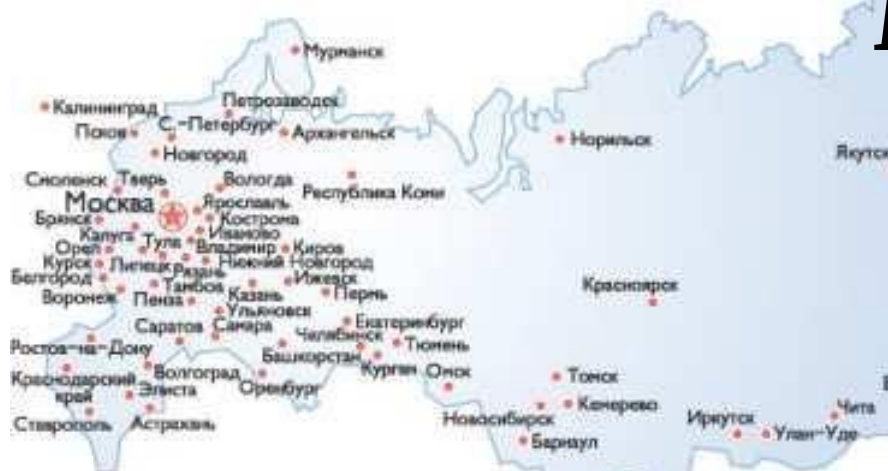 Мурманск
Калининград
Петрозаводск
Псков
С.-Петербург
Архангельск
Норильск
Новгород
Смоленск
Тверь
Вологда
Республика Коми
Москва
Ярославль
Брянск
Кострома
Калуга
Иваново
Орел
Тула
Владимир
Киров
Курск
Липецк
Рязань
Нижний Новгород
Белгород
Тамбов
Ижевск
Воронеж
Пенза
Казань
Пермь
Красноярск
Ульяновск
Саратов
Самара
Екатеринбург
Челябинск
Ростов-на-Дону
Башкорстан
Тюмень
Курган
Омск
Томск
Краснодарский
край
Волгоград
Оренбург
Элиста
Новосибирск
Кемерово
Ставрополь
Астрахань
Барнаул
Иркутск
Чита
Улан-Уде